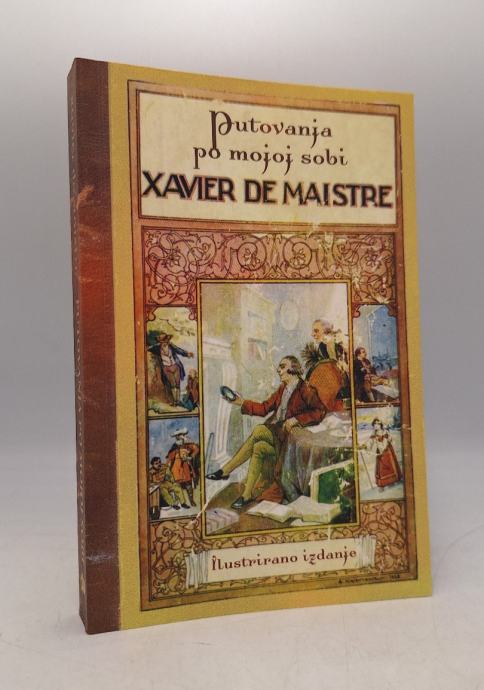 Putovanja
po mojoj sobi
XAVIER DE MAISTRE
Ilustrirano izdanje